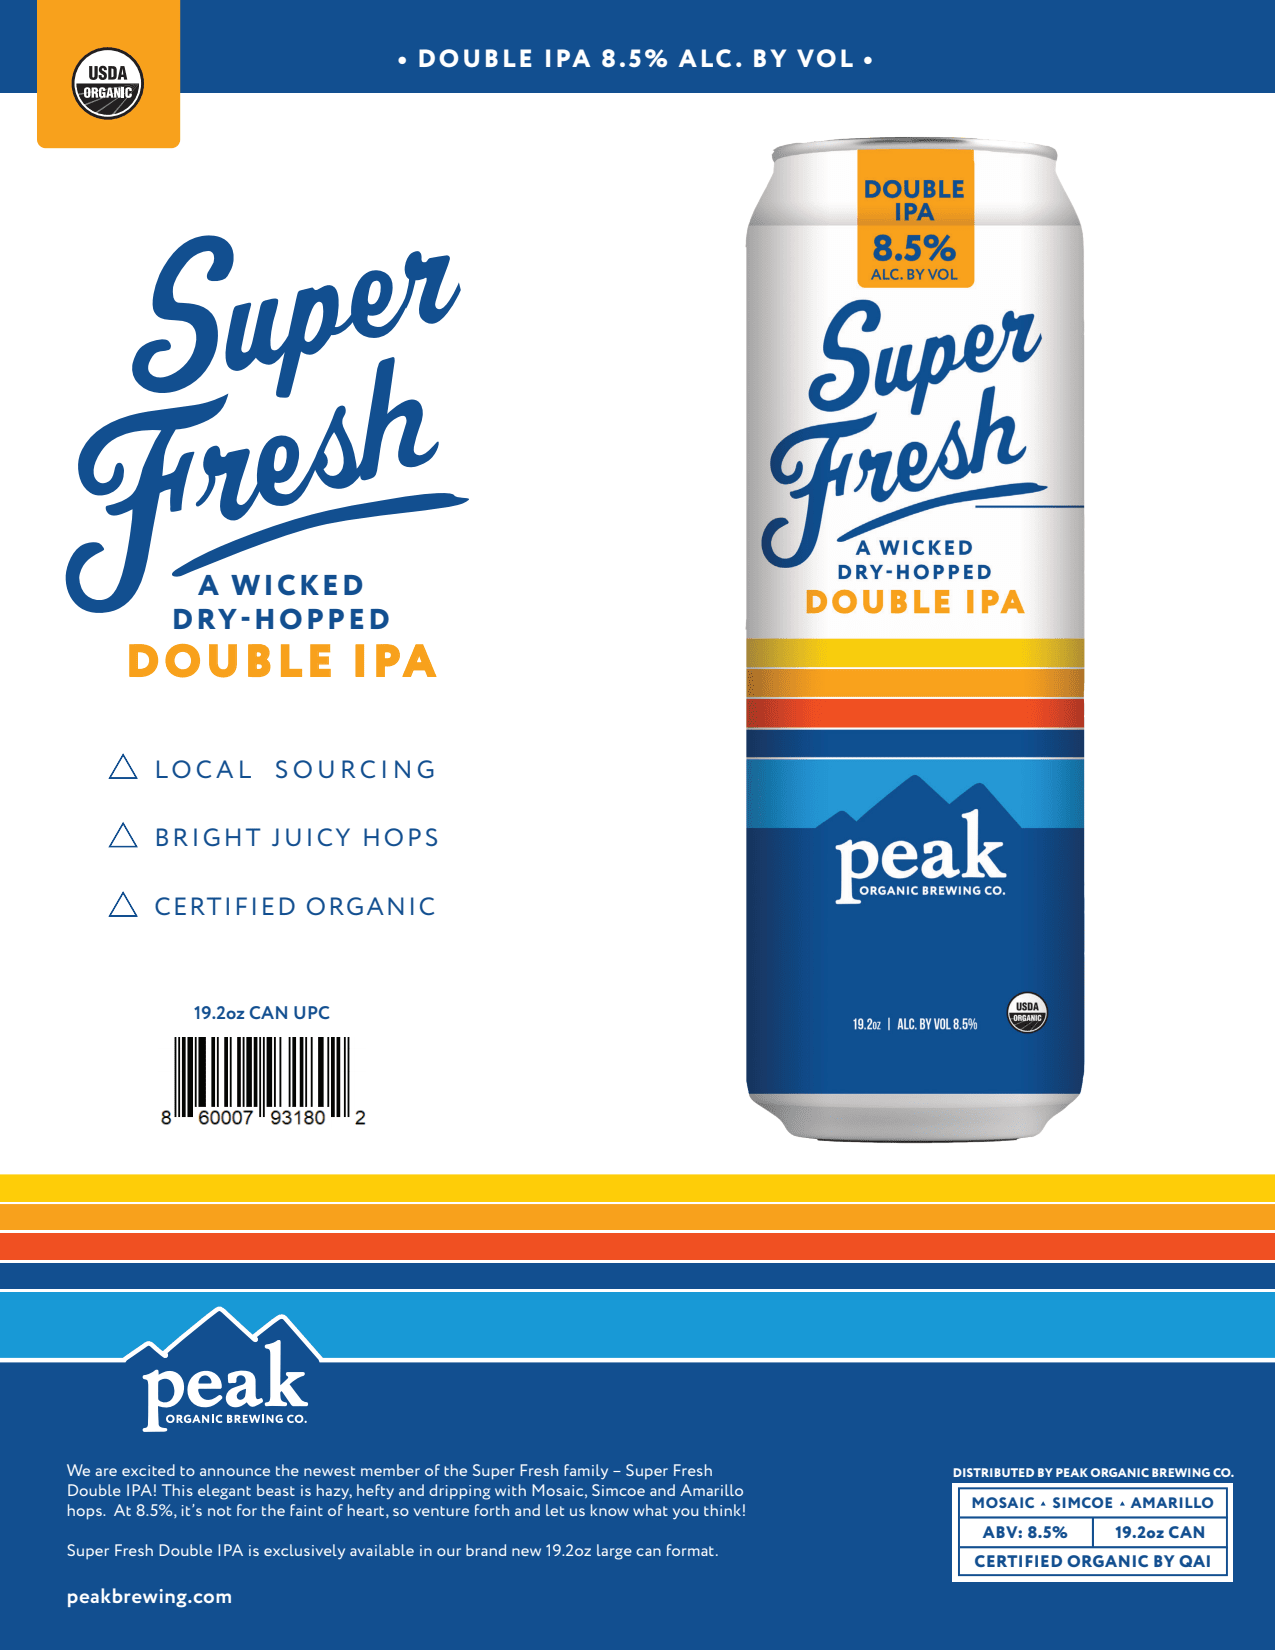 USDA
ORGANIC
• DOUBLE IPA 8.5% ALC. BY VOL •
Super
Fresh
A WICKED
DRY-HOPPED
DOUBLE IPA
LOCAL SOURCING
BRIGHT JUICY HOPS
CERTIFIED ORGANIC
19.2oz CAN UPC
8 60007 93180 2
DOUBLE
IPA
8.5%
ALC. BY VOL
Super
Fresh
A WICKED
DRY-HOPPED
DOUBLE IPA
peak
ORGANIC BREWING CO.
19.2oz | ALC. BY VOL 8.5%
USDA
ORGANIC
peak
ORGANIC BREWING CO.
We are excited to announce the newest member of the Super Fresh family – Super Fresh
Double IPA! This elegant beast is hazy, hefty and dripping with Mosaic, Simcoe and Amarillo
hops. At 8.5%, it's not for the faint of heart, so venture forth and let us know what you think!
Super Fresh Double IPA is exclusively available in our brand new 19.2oz large can format.
peakbrewing.com
DISTRIBUTED BY PEAK ORGANIC BREWING CO.
MOSAIC ▲ SIMCOE ▲ AMARILLO
ABV: 8.5% 19.2oz CAN
CERTIFIED ORGANIC BY QAI